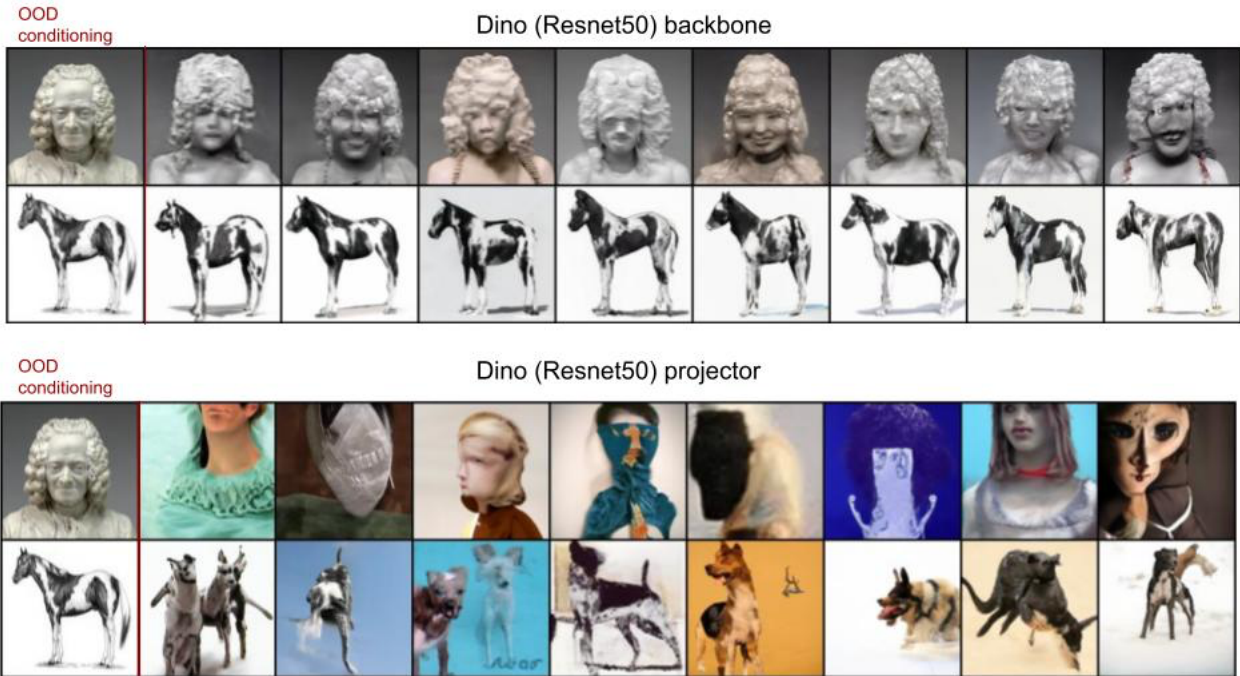 OOD
conditioning
Dino (Resnet50) backbone
OOD
conditioning
Dino (Resnet50) projector